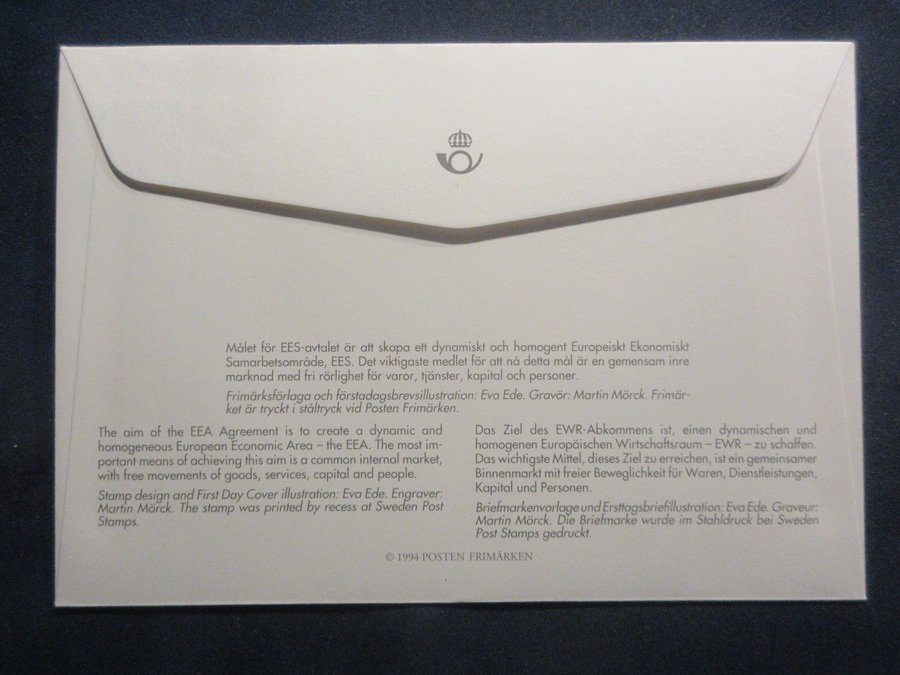 Målet för EES-avtalet är att skapa ett dynamiskt och homogent Europeiskt Ekonomiskt
Samarbetsområde, EES. Det viktigaste medlet för att nå detta mål är en gemensam inre
marknad med fri rörlighet för varor, tjänster, kapital och personer.
Frimärksförlaga och förstadagsbrevsillustration: Eva Ede. Gravör: Martin Mörck. Frimär-
ket är tryckt i ståltryck vid Posten Frimärken.
The aim of the EEA Agreement is to create a dynamic and
homogeneous European Economic Area – the EEA. The most im-
portant means of achieving this aim is a common internal market,
with free movements of goods, services, capital and people.
Stamp design and First Day Cover illustration: Eva Ede. Engraver:
Martin Mörck. The stamp was printed by recess at Sweden Post
Stamps.
Das Ziel des EWR-Abkommens ist, einen dynamischen und
homogenen Europäischen Wirtschaftsraum – EWR – zu schaffen.
Das wichtigste Mittel, dieses Ziel zu erreichen, ist ein gemeinsamer
Binnenmarkt mit freier Beweglichkeit für Waren, Dienstleistungen,
Kapital und Personen.
Briefmarkenvorlage und Ersttagsbriefillustration: Eva Ede. Graveur:
Martin Mörck. Die Briefmarke wurde im Stahldruck bei Sweden
Post Stamps gedruckt.
© 1994 POSTEN FRIMÄRKEN